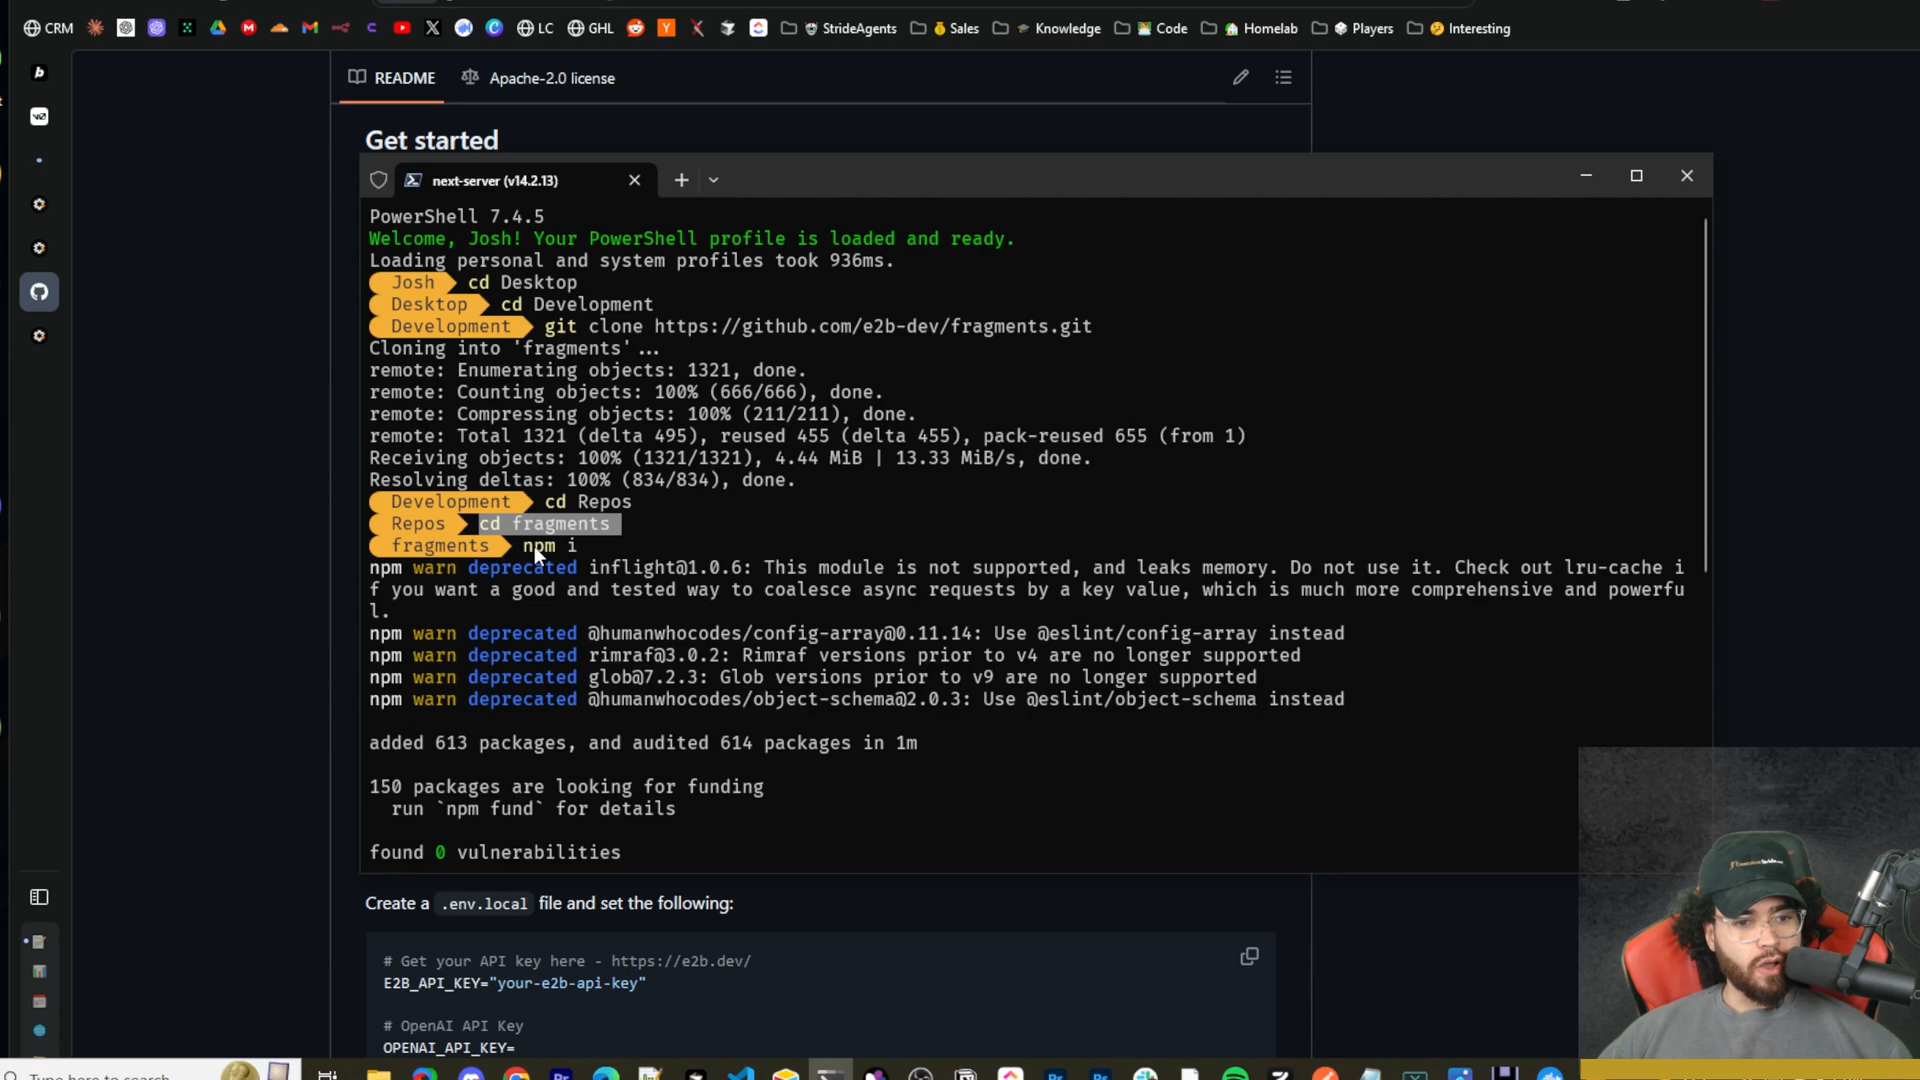 CRM
LC
GHL
StrideAgents
Sales
Knowledge
Code
Homelab
Players
Interesting
README
Apache-2.0 license
Get started
next-server (v14.2.13)
PowerShell 7.4.5
Welcome, Josh! Your PowerShell profile is loaded and ready.
Loading personal and system profiles took 936ms.
Josh cd Desktop
Desktop cd Development
Development git clone https://github.com/e2b-dev/fragments.git
Cloning into 'fragments'...
remote: Enumerating objects: 1321, done.
remote: Counting objects: 100% (666/666), done.
remote: Compressing objects: 100% (211/211), done.
remote: Total 1321 (delta 495), reused 455 (delta 455), pack-reused 655 (from 1)
Receiving objects: 100% (1321/1321), 4.44 MiB | 13.33 MiB/s, done.
Resolving deltas: 100% (834/834), done.
Development cd Repos
Repos cd fragments
fragments npm i
npm warn deprecated inflight@1.0.6: This module is not supported, and leaks memory. Do not use it. Check out lru-cache i
f you want a good and tested way to coalesce async requests by a key value, which is much more comprehensive and powerfu
l.
npm warn deprecated @humanwhocodes/config-array@0.11.14: Use @eslint/config-array instead
npm warn deprecated rimraf@3.0.2: Rimraf versions prior to v4 are no longer supported
npm warn deprecated glob@7.2.3: Glob versions prior to v9 are no longer supported
npm warn deprecated @humanwhocodes/object-schema@2.0.3: Use @eslint/object-schema instead
added 613 packages, and audited 614 packages in 1m
150 packages are looking for funding
run `npm fund` for details
found 0 vulnerabilities
Create a .env.local file and set the following:
# Get your API key here - https://e2b.dev/
E2B_API_KEY="your-e2b-api-key"
# OpenAI API Key
OPENAI_API_KEY=
Type here to search